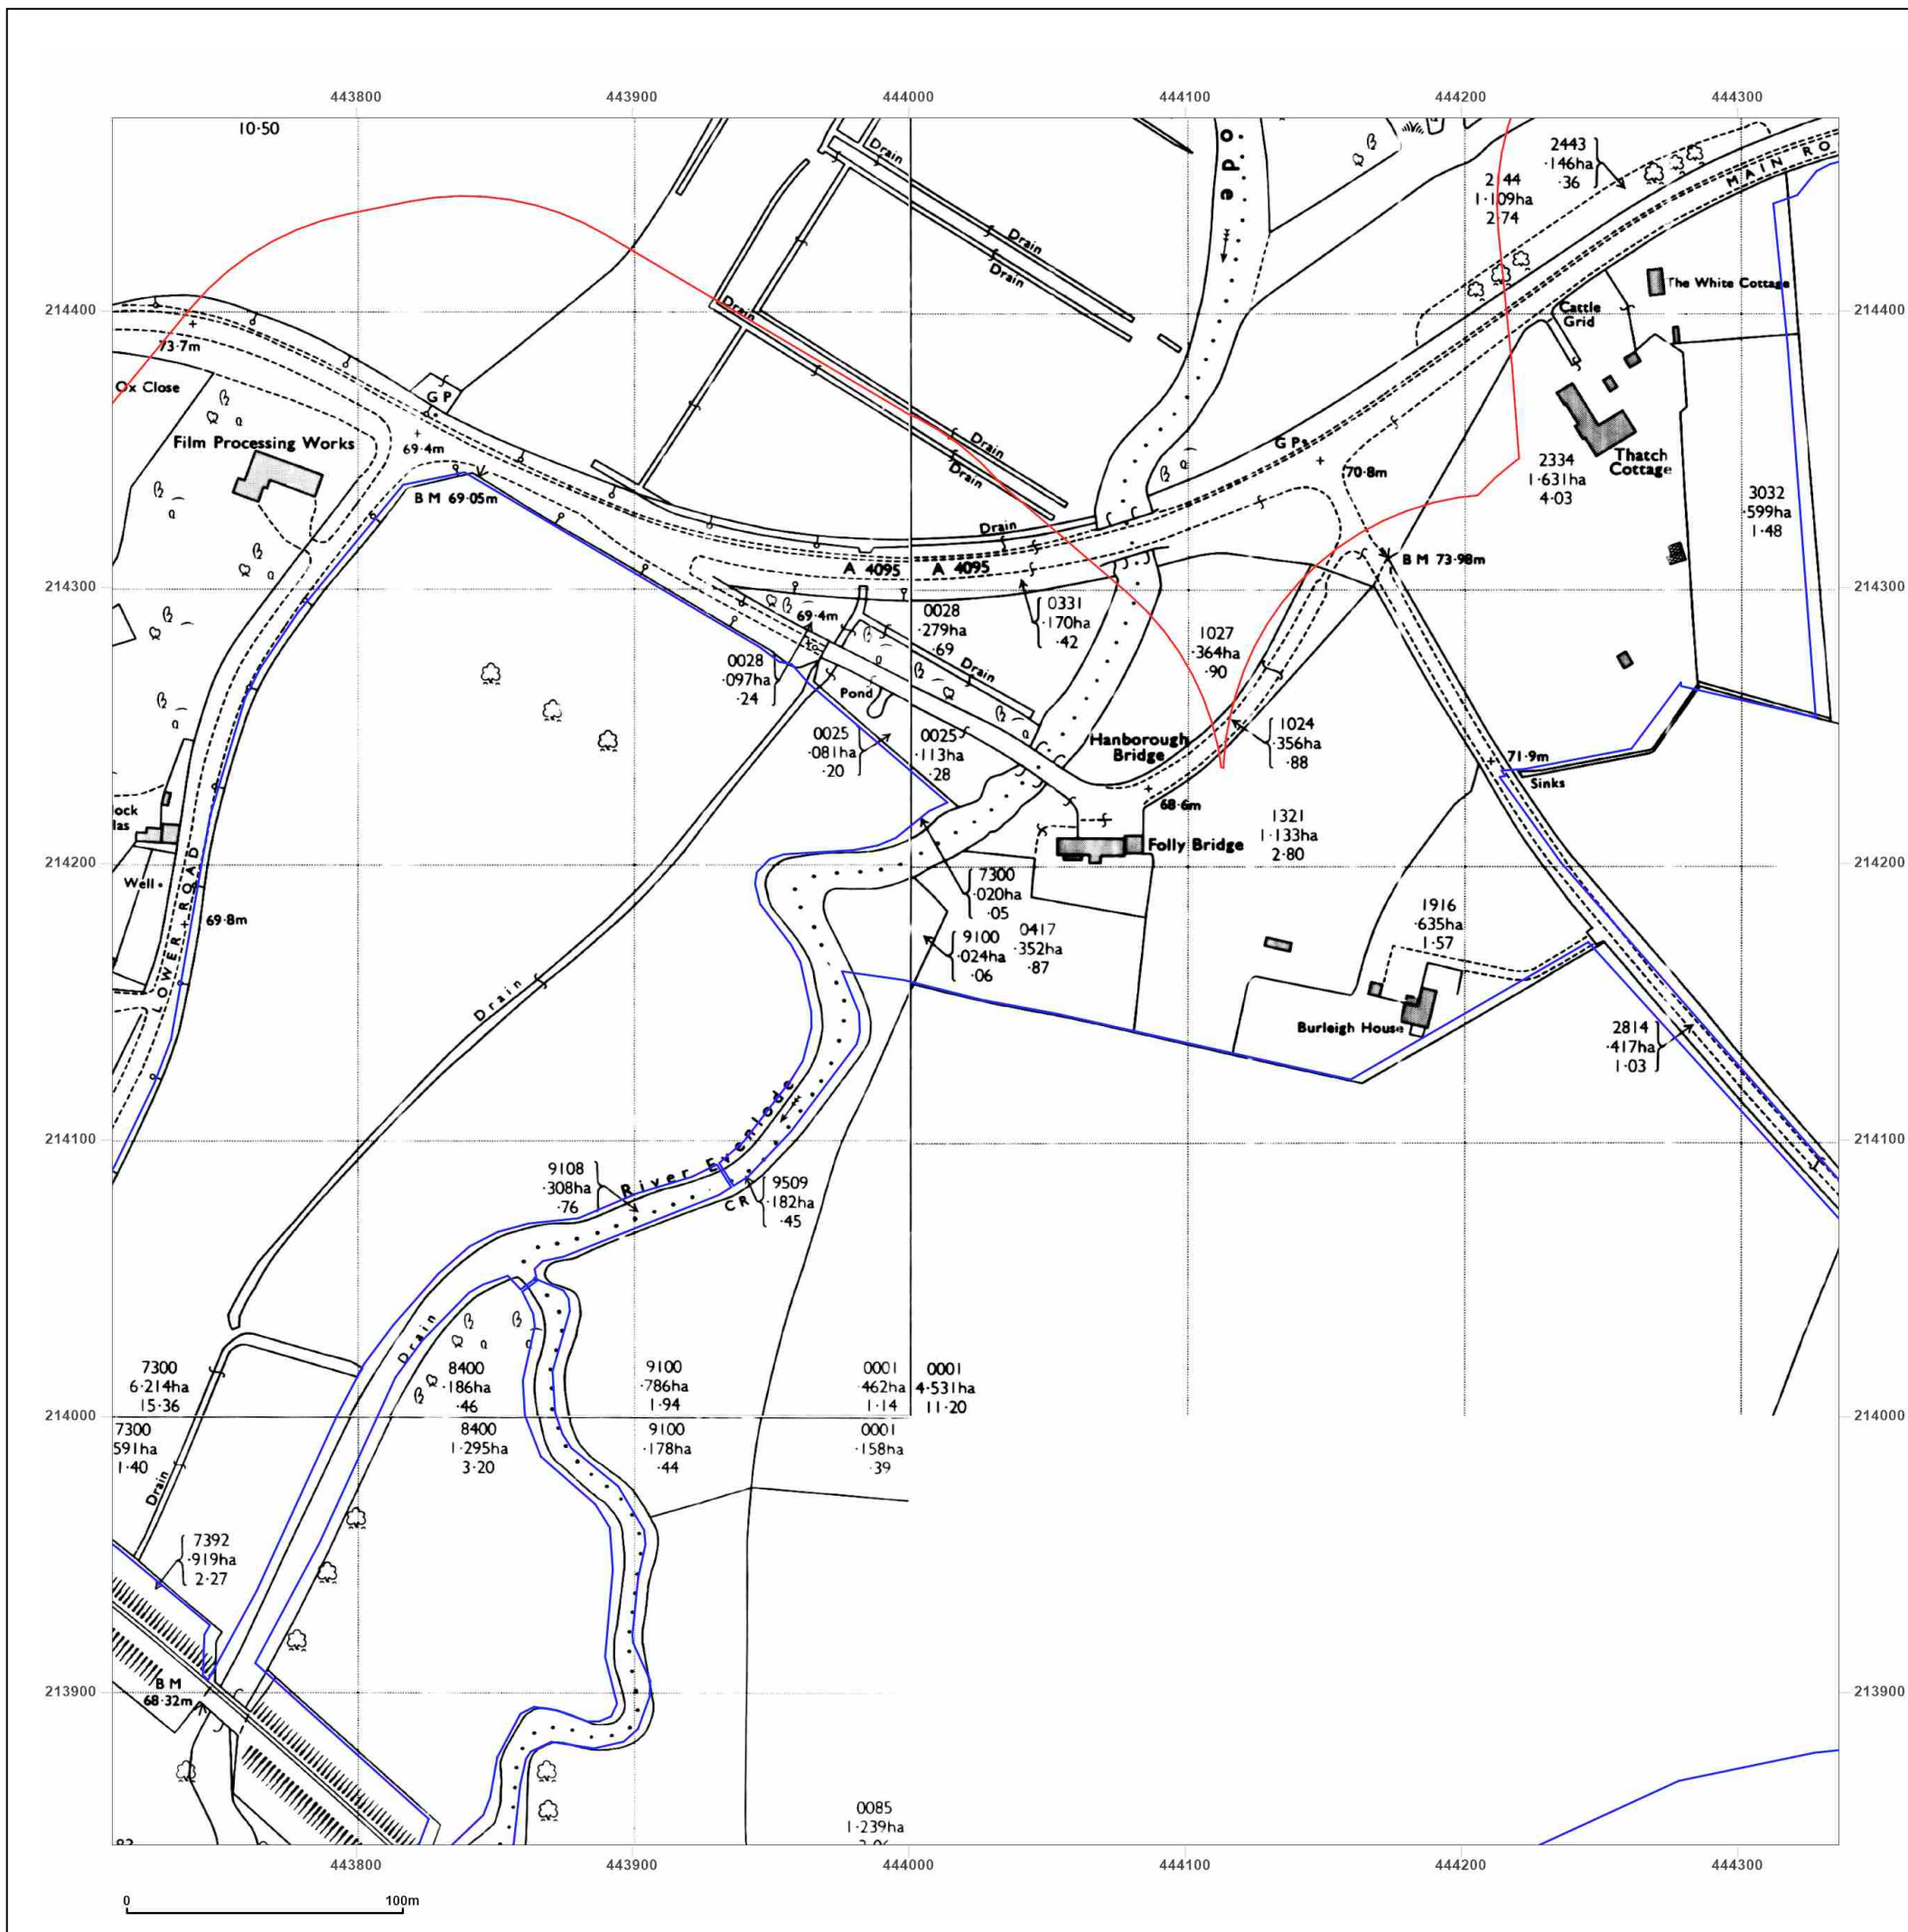 443800 443900 444000 444100 444200 444300
10·50
Drain
ode
2443
·146ha
·36
1·109ha
MAIN RO
Drain
Drain
The White Cottage
Cattle
Grid
214400
214400
73·7m
Drain
Ox Close
G P
Film Processing Works
69·4m
B M 69·05m
Drain
Drain
G Ps
70·8m
2334
1·631ha
4·03
Thatch
Cottage
3032
·599ha
1·48
Drain
A 4095
A 4095
B M 73·98m
214300
214300
69·4m
0028
·279ha
·69
0331
·170ha
·42
1027
·364ha
·90
0028
·097ha
·24
Drain
Pond
0025
·081ha
·20
0025
·113ha
·28
Hanborough
Bridge
1024
·356ha
·88
71·9m
Sinks
lock
las
68·6m
Folly Bridge
1321
1·133ha
2·80
214200
214200
Well
LOWER ROAD
69·8m
7300
·020ha
·05
9100
·024ha
·06
0417
·352ha
·87
1916
·635ha
1·57
Drain
Burleigh House
2814
·417ha
1·03
214100
214100
River Evenlode
9108
·308ha
·76
9509
·182ha
·45
C R
Drain
7300
6·214ha
15·36
8400
·186ha
·46
9100
·786ha
1·94
0001
·462ha
1·14
0001
4·531ha
11·20
214000
214000
7300
591ha
1·40
8400
1·295ha
3·20
9100
·178ha
·44
0001
·158ha
·39
Drain
7392
·919ha
2·27
213900
213900
B M
68·32m
0085
1·239ha
443800 443900 444000 444100 444200 444300
0 100m